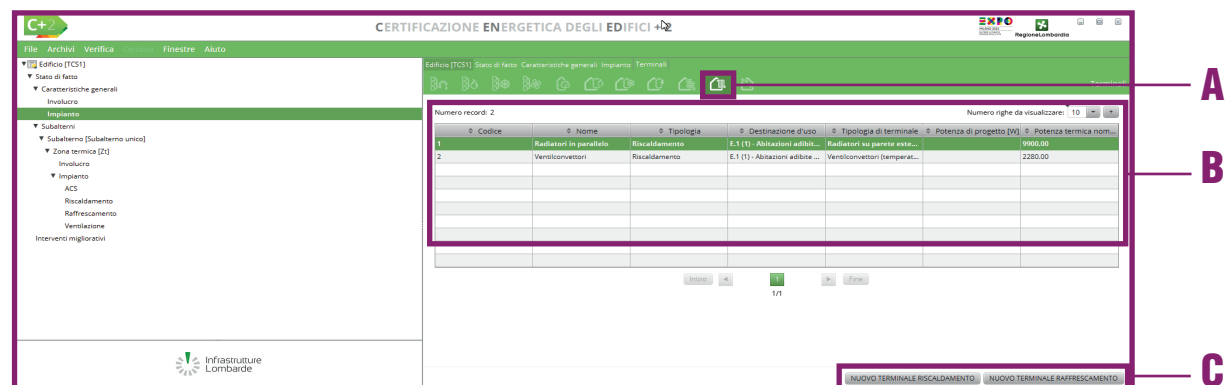 C+2
CERTIFICAZIONE ENERGETICA DEGLI EDIFICI +2
EXPO
RegioneLombardia
File Archivi Verifica Opzioni Finestre Aiuto
Edificio [TCS1]
Stato di fatto
Caratteristiche generali
Involucro
Impianto
Subalterni
Subalterno [Subalterno unico]
Zona termica [Zt]
Involucro
Impianto
ACS
Riscaldamento
Raffrescamento
Ventilazione
Interventi migliorativi
Infrastrutture
Lombarde
Edificio [TCS1] Stato di fatto Caratteristiche generali Impianto Terminali
Terminali
A
Numero record: 2 Numero righe da visualizzare: 10 - +
Codice Nome Tipologia Destinazione d'uso Tipologia di terminale Potenza di progetto [W] Potenza termica nom...
1 Radiatori in parallelo Riscaldamento E.1 (1) - Abitazioni adibit... Radiatori su parete este... 9900.00
2 Ventilconvettori Riscaldamento E.1 (1) - Abitazioni adibite ... Ventilconvettori (temperat... 2280.00
B
Inizio 1 Fine
1/1
NUOVO TERMINALE RISCALDAMENTO NUOVO TERMINALE RAFFRESCAMENTO
C